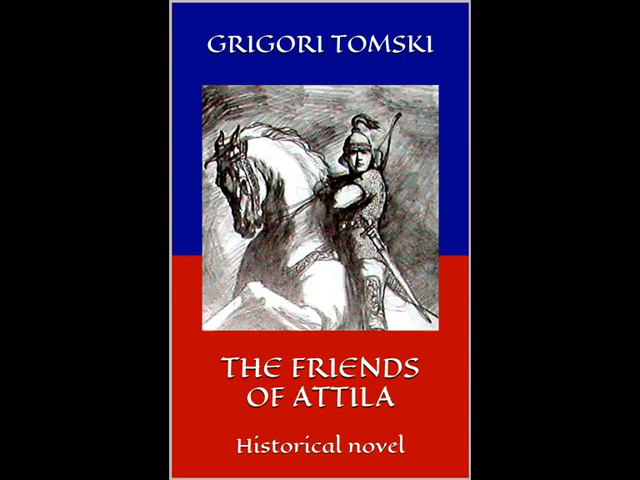 GRIGORI TOMSKI
THE FRIENDS
OF ATTILA
Historical novel